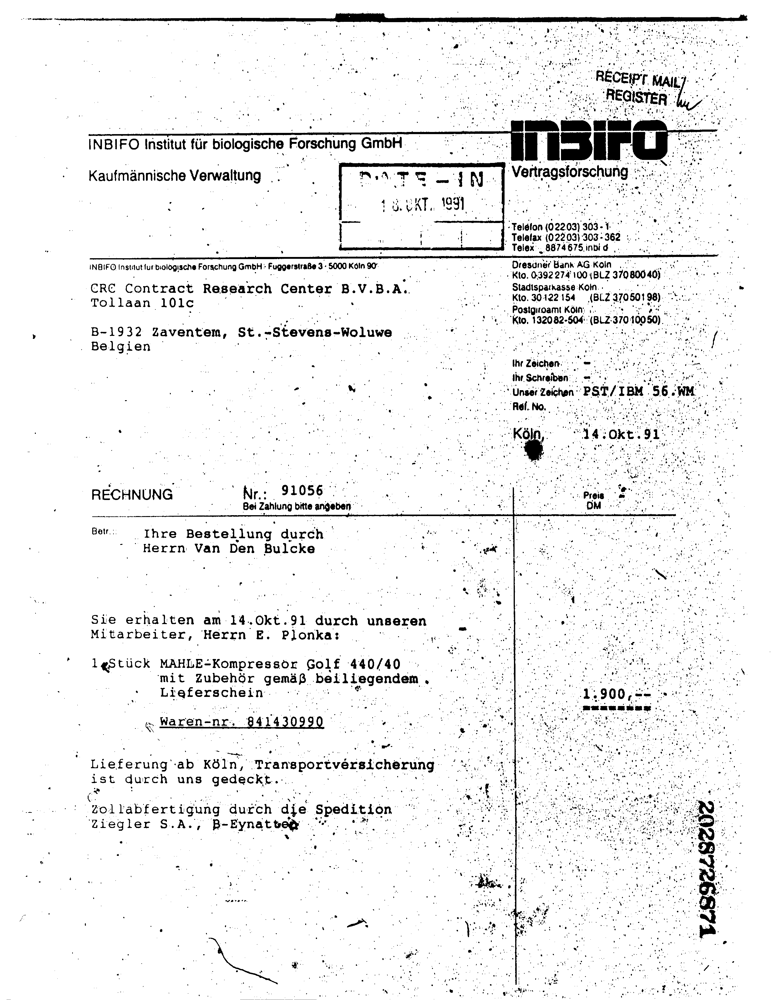 RECEIPT MAIL
REGISTER
INBIFO Institut für biologische Forschung GmbH
INBIFO
Kaufmännische Verwaltung
Vertragsforschung
DATE-IN
18. OKT. 1991
Telefon (02203) 303-1
Telefax (02203) 303-362
Telex 8874675 inbi d
INBIFO Institut für biologische Forschung GmbH · Fuggerstraße 3 · 5000 Köln 90
Dresdner Bank AG Köln
Kto. 0392274100 (BLZ 37080040)
Stadtsparkasse Köln
Kto. 30122154 (BLZ 37050198)
Postgiroamt Köln
Kto. 132082-504 (BLZ 37010050)
CRC Contract Research Center B.V.B.A.
Tollaan 101c
B-1932 Zaventem, St.-Stevens-Woluwe
Belgien
Ihr Zeichen -
Ihr Schreiben -
Unser Zeichen PST/IBM 56.WM
Ref. No.
Köln, 14.Okt.91
RECHNUNG Nr.: 91056
Bei Zahlung bitte angeben
Preis
DM
Betr.: Ihre Bestellung durch
Herrn Van Den Bulcke
Sie erhalten am 14.Okt.91 durch unseren
Mitarbeiter, Herrn E. Plonka:
1 Stück MAHLE-Kompressor Golf 440/40
mit Zubehör gemäß beiliegendem
Lieferschein 1.900,--
Waren-nr. 841430990
Lieferung ab Köln, Transportversicherung
ist durch uns gedeckt.
Zollabfertigung durch die Spedition
Ziegler S.A., B-Eynatten
2028726871